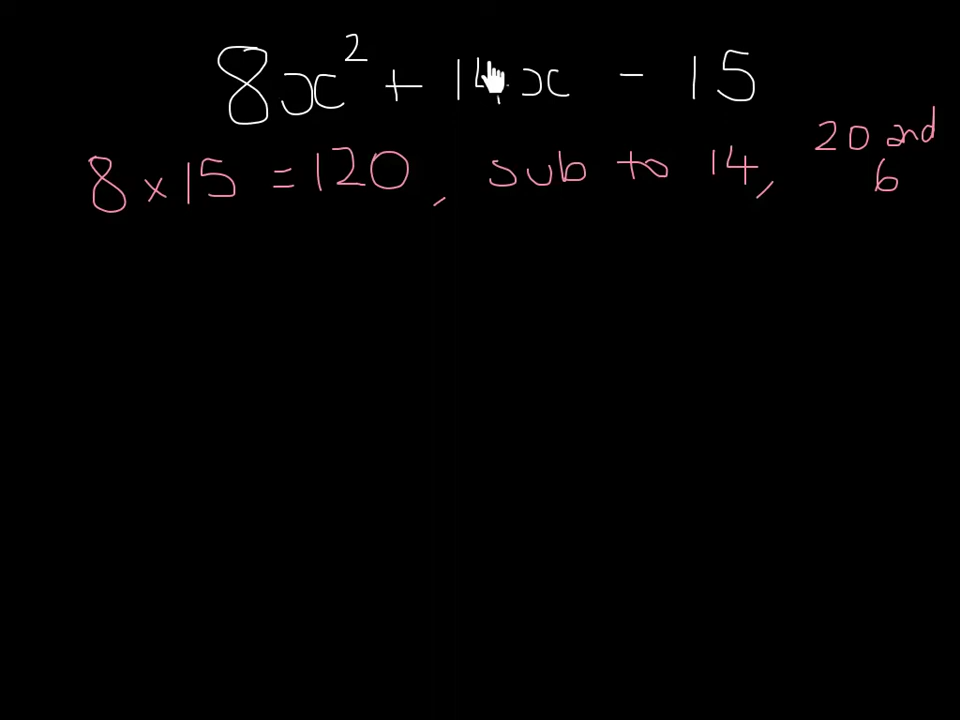 8x² + 14x - 15
8 × 15 = 120, sub to 14, 20 and
6